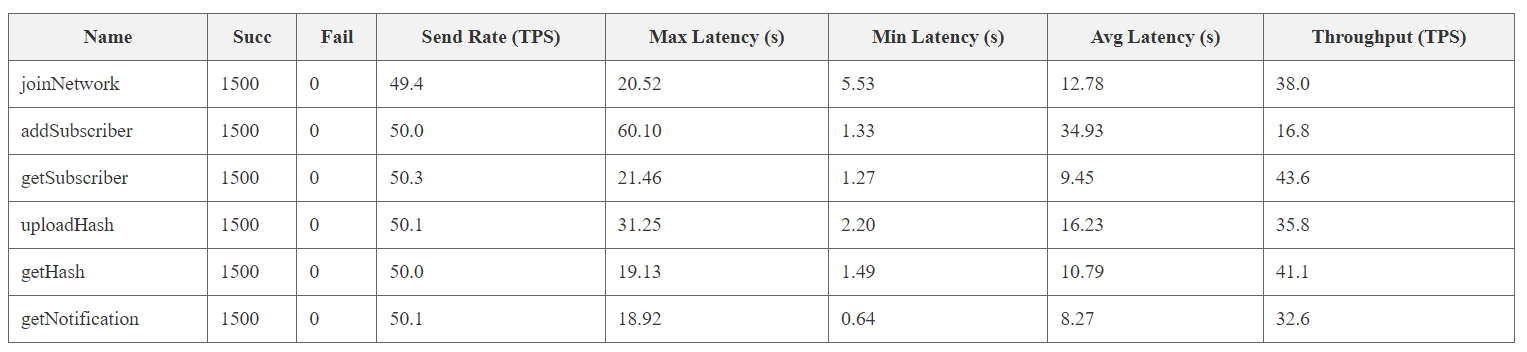 Name Succ Fail Send Rate (TPS) Max Latency (s) Min Latency (s) Avg Latency (s) Throughput (TPS)
joinNetwork 1500 0 49.4 20.52 5.53 12.78 38.0
addSubscriber 1500 0 50.0 60.10 1.33 34.93 16.8
getSubscriber 1500 0 50.3 21.46 1.27 9.45 43.6
uploadHash 1500 0 50.1 31.25 2.20 16.23 35.8
getHash 1500 0 50.0 19.13 1.49 10.79 41.1
getNotification 1500 0 50.1 18.92 0.64 8.27 32.6